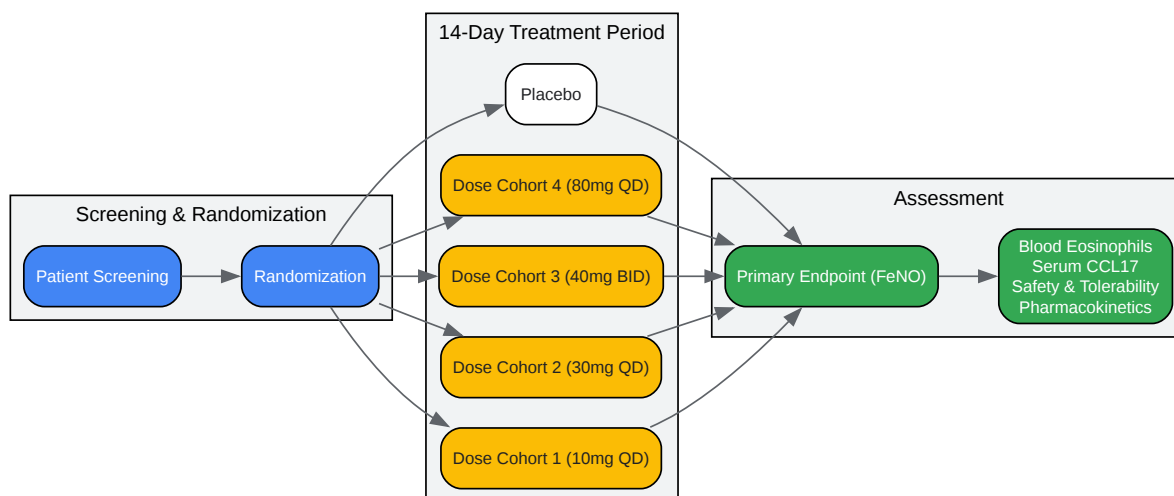 Screening & Randomization
Patient Screening
Randomization
14-Day Treatment Period
Placebo
Dose Cohort 4 (80mg QD)
Dose Cohort 3 (40mg BID)
Dose Cohort 2 (30mg QD)
Dose Cohort 1 (10mg QD)
Assessment
Primary Endpoint (FeNO)
Blood Eosinophils
Serum CCL17
Safety & Tolerability
Pharmacokinetics